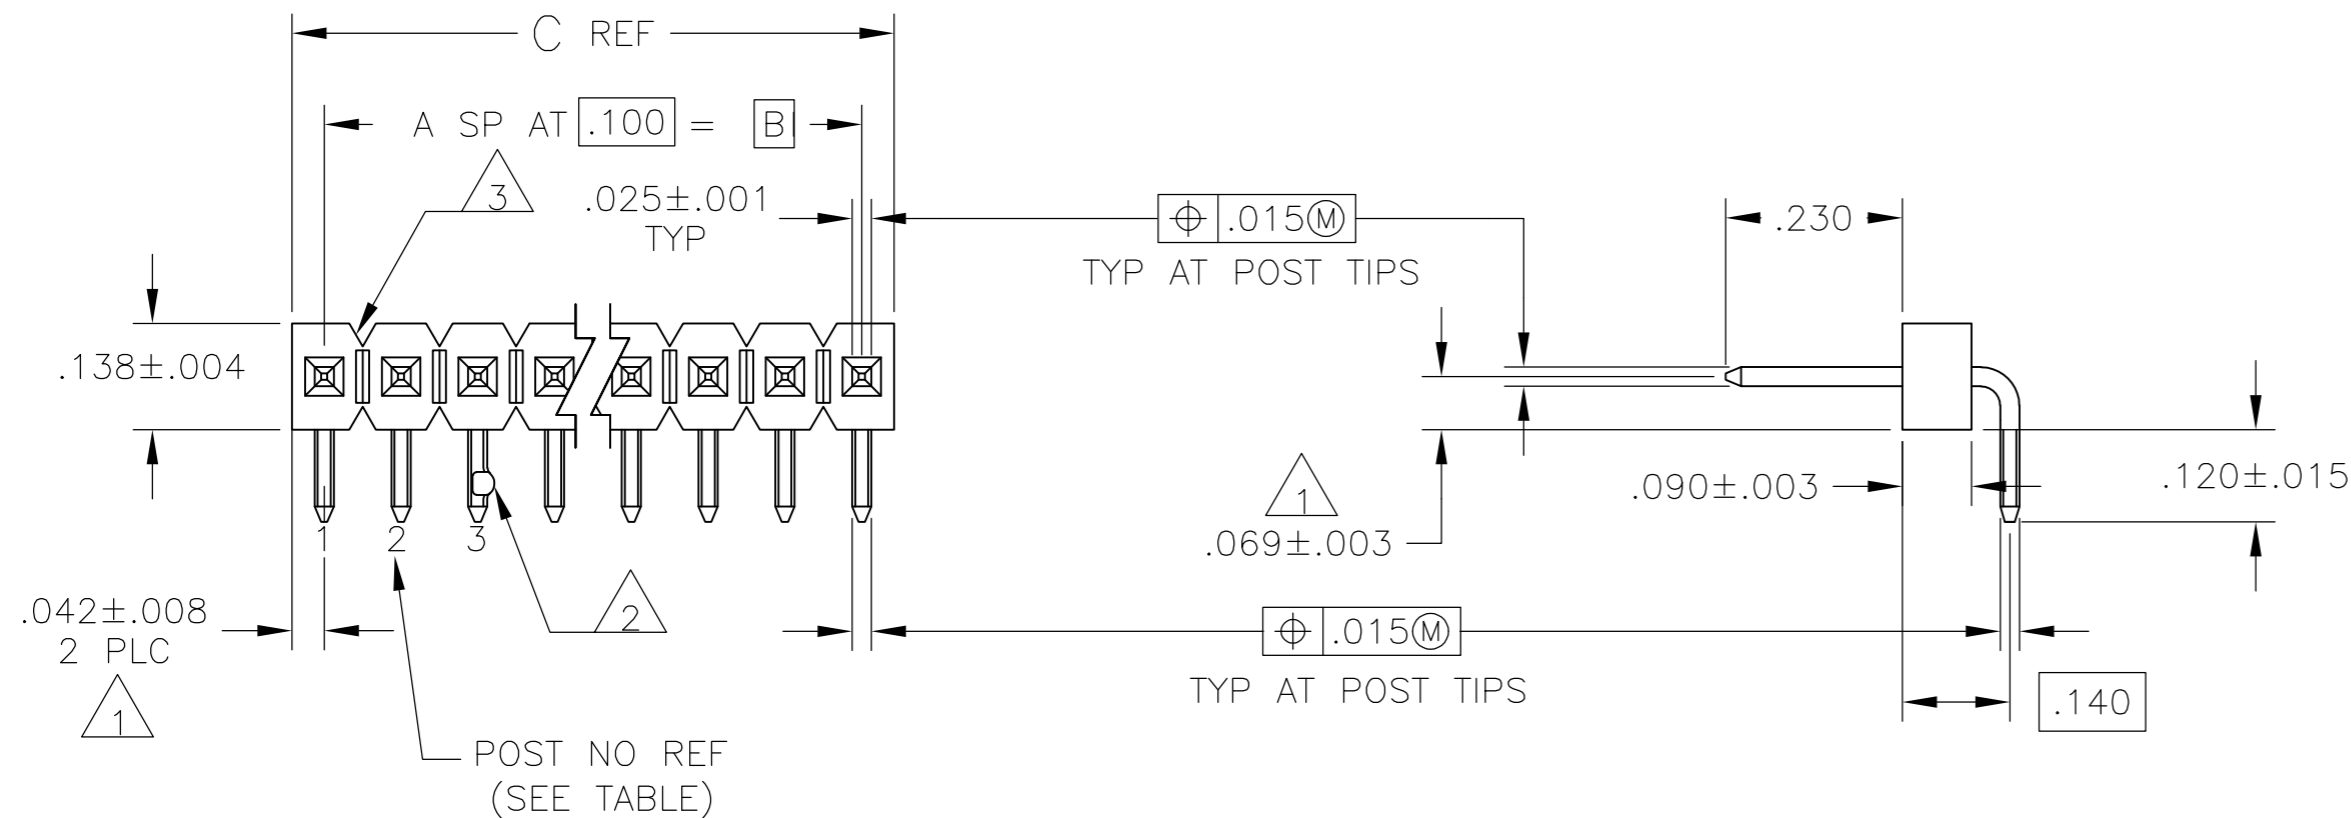 C REF
A SP AT .100 = B
3
.025±.001
TYP
⌖ .015Ⓜ
TYP AT POST TIPS
.230
.138±.004
1
.069±.003
.090±.003
.120±.015
1 2 3
.042±.008
2 PLC
1
2
⌖ .015Ⓜ
TYP AT POST TIPS
.140
POST NO REF
(SEE TABLE)